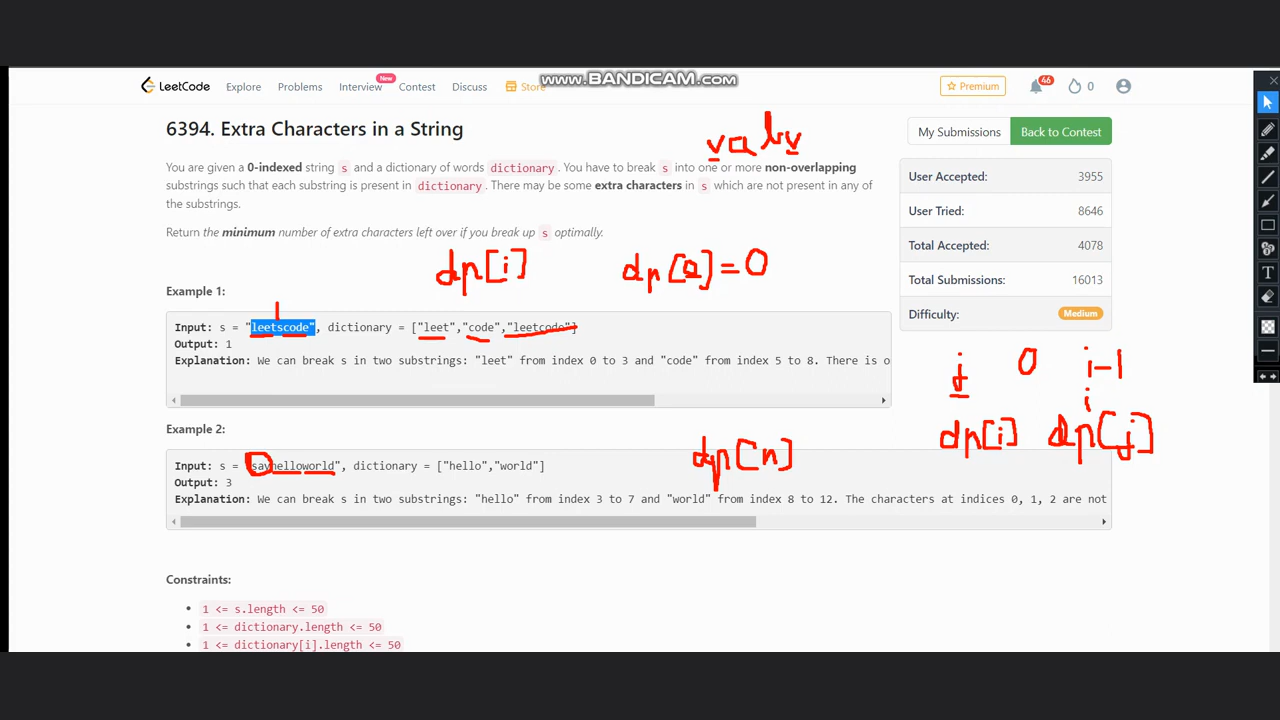 www.BANDICAM.com
LeetCode Explore Problems Interview New Contest Discuss Store Premium 46 0
6394. Extra Characters in a String
My Submissions Back to Contest
You are given a 0-indexed string s and a dictionary of words dictionary. You have to break s into one or more non-overlapping
substrings such that each substring is present in dictionary. There may be some extra characters in s which are not present in any of
the substrings.
Return the minimum number of extra characters left over if you break up s optimally.
User Accepted: 3955
User Tried: 8646
Total Accepted: 4078
Total Submissions: 16013
Difficulty: Medium
dp[i] dp[0]=0
Example 1:
Input: s = "leetscode", dictionary = ["leet","code","leetcode"]
Output: 1
Explanation: We can break s in two substrings: "leet" from index 0 to 3 and "code" from index 5 to 8. There is o
j 0 i-1
i
dp[i] dp[j]
dp[n]
Example 2:
Input: s = "sayhelloworld", dictionary = ["hello","world"]
Output: 3
Explanation: We can break s in two substrings: "hello" from index 3 to 7 and "world" from index 8 to 12. The characters at indices 0, 1, 2 are not
Constraints:
1 <= s.length <= 50
1 <= dictionary.length <= 50
1 <= dictionary[i].length <= 50